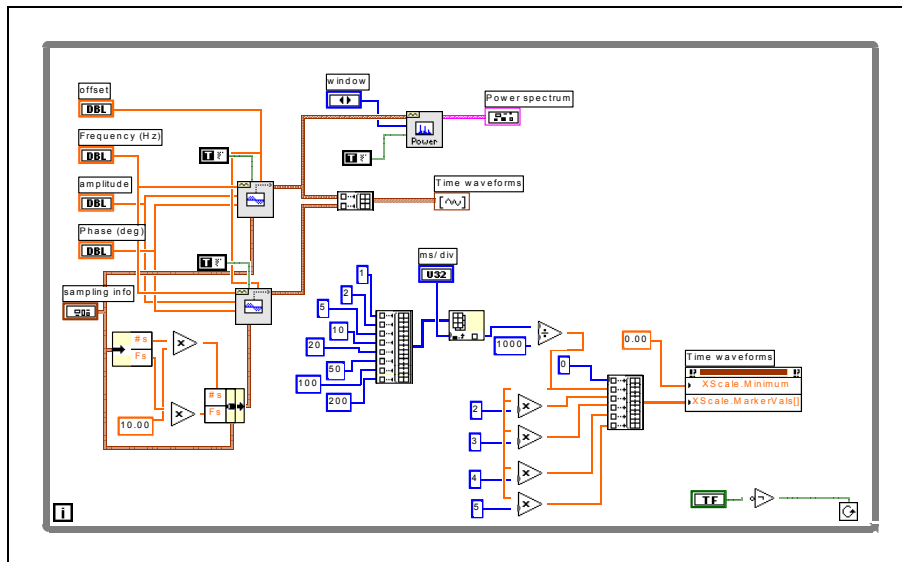 offset
DBL
Frequency (Hz)
DBL
amplitude
DBL
Phase (deg)
DBL
sampling info
T
T
window
T
Power
Power spectrum
Time waveforms
ms/div
U32
#s
Fs
10.00
#s
Fs
1
2
5
10
20
50
100
200
1000
0
2
3
4
5
0.00
Time waveforms
XScale.Minimum
XScale.MarkerVals[]
TF
i